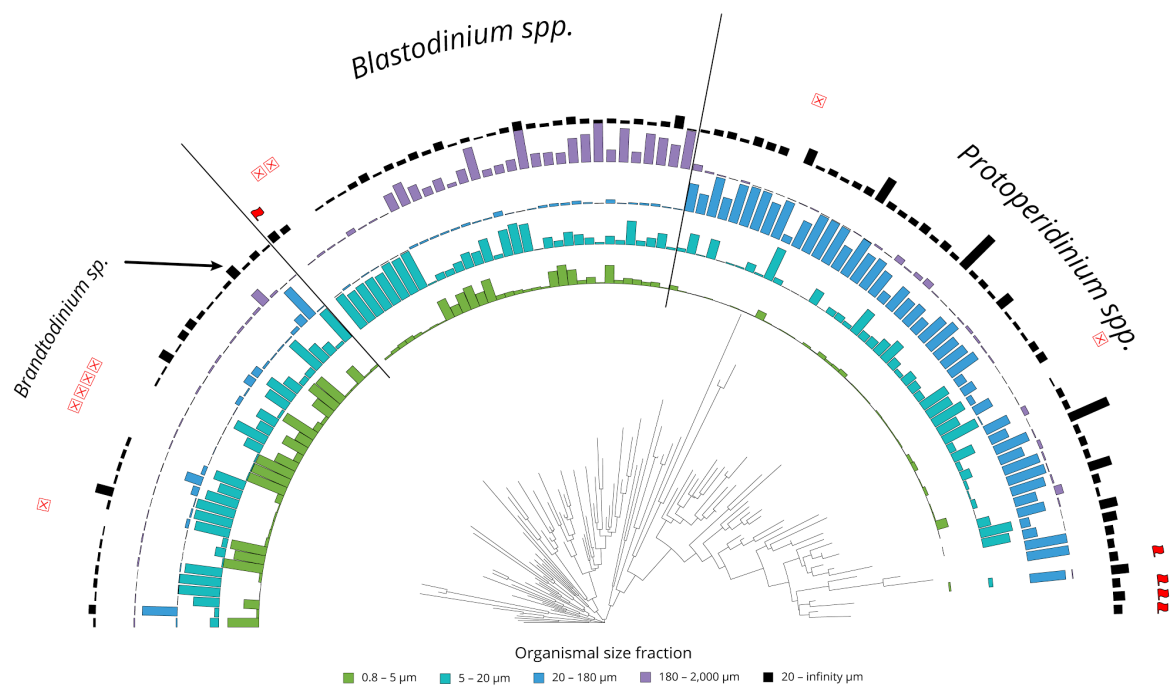 Blastodinium spp.
Protoperidinium spp.
Brandtodinium sp.
Organismal size fraction
0.8 – 5 µm
5 – 20 µm
20 – 180 µm
180 – 2,000 µm
20 – infinity µm